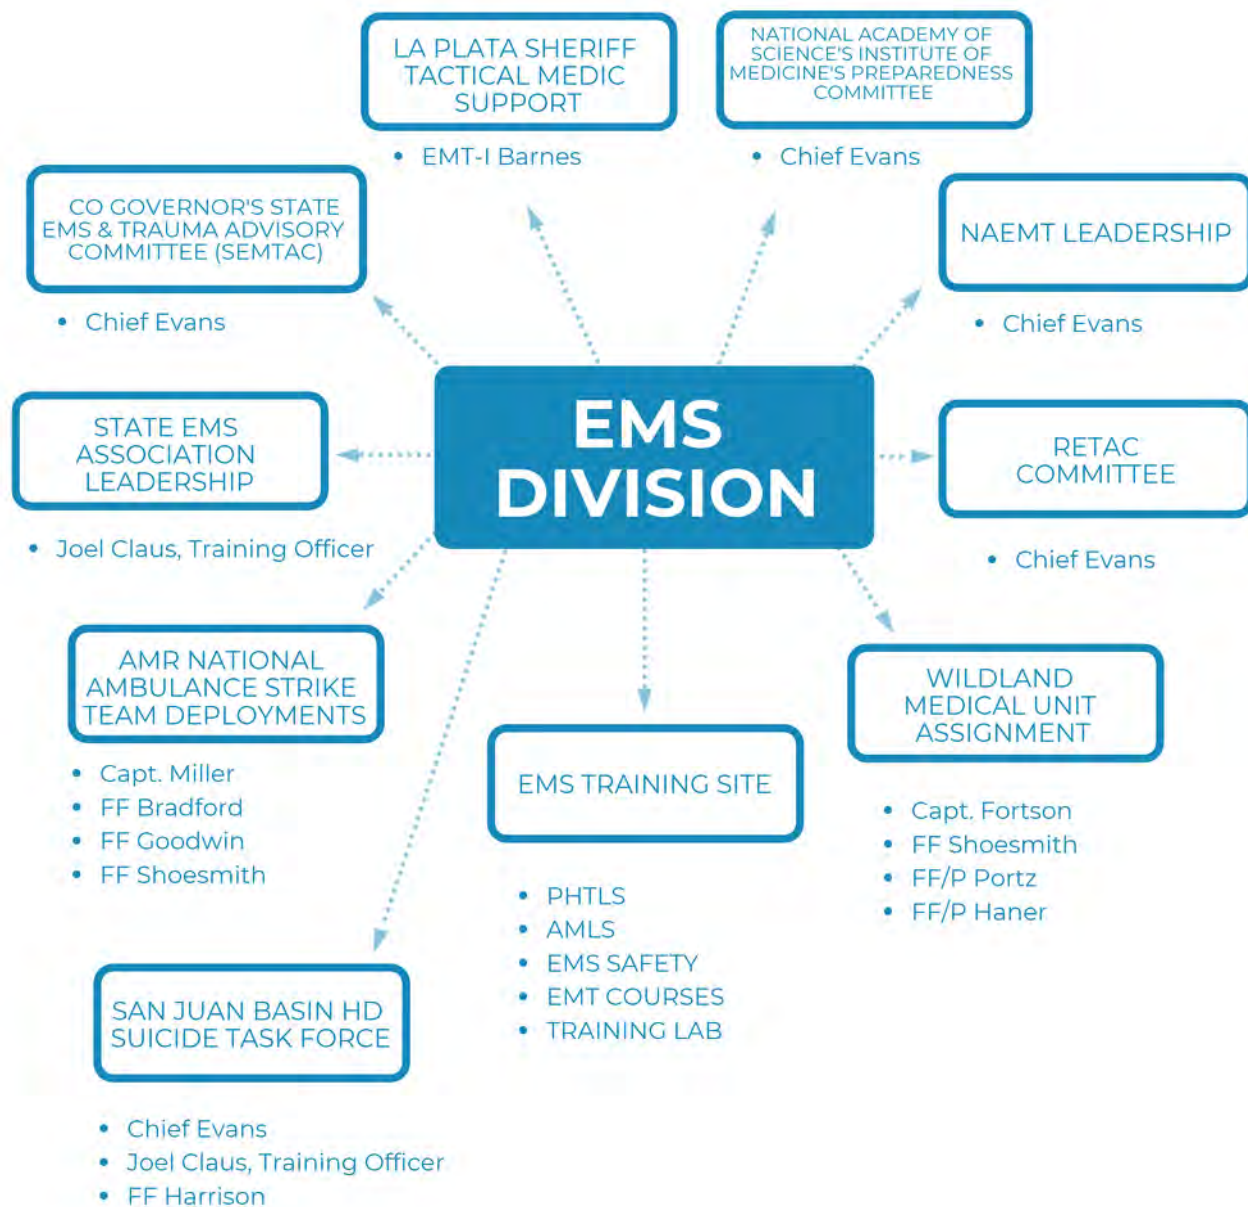 LA PLATA SHERIFF
TACTICAL MEDIC
SUPPORT
• EMT-I Barnes
NATIONAL ACADEMY OF
SCIENCE'S INSTITUTE OF
MEDICINE'S PREPAREDNESS
COMMITTEE
• Chief Evans
CO GOVERNOR'S STATE
EMS & TRAUMA ADVISORY
COMMITTEE (SEMTAC)
• Chief Evans
NAEMT LEADERSHIP
• Chief Evans
EMS
DIVISION
STATE EMS
ASSOCIATION
LEADERSHIP
• Joel Claus, Training Officer
RETAC
COMMITTEE
• Chief Evans
AMR NATIONAL
AMBULANCE STRIKE
TEAM DEPLOYMENTS
• Capt. Miller
• FF Bradford
• FF Goodwin
• FF Shoesmith
EMS TRAINING SITE
• PHTLS
• AMLS
• EMS SAFETY
• EMT COURSES
• TRAINING LAB
WILDLAND
MEDICAL UNIT
ASSIGNMENT
• Capt. Fortson
• FF Shoesmith
• FF/P Portz
• FF/P Haner
SAN JUAN BASIN HD
SUICIDE TASK FORCE
• Chief Evans
• Joel Claus, Training Officer
• FF Harrison